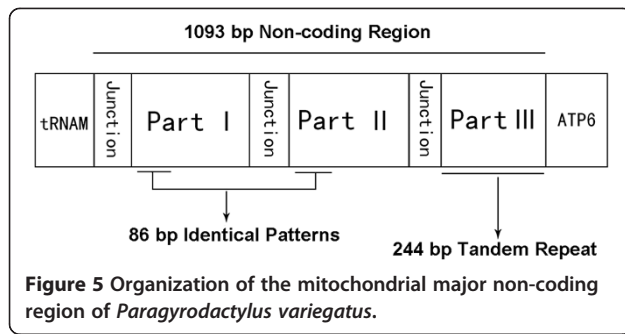 1093 bp Non-coding Region
tRNAM Junction Part Ⅰ Junction Part Ⅱ Junction Part Ⅲ ATP6
86 bp Identical Patterns
244 bp Tandem Repeat
Figure 5 Organization of the mitochondrial major non-coding
region of Paragyrodactylus variegatus.